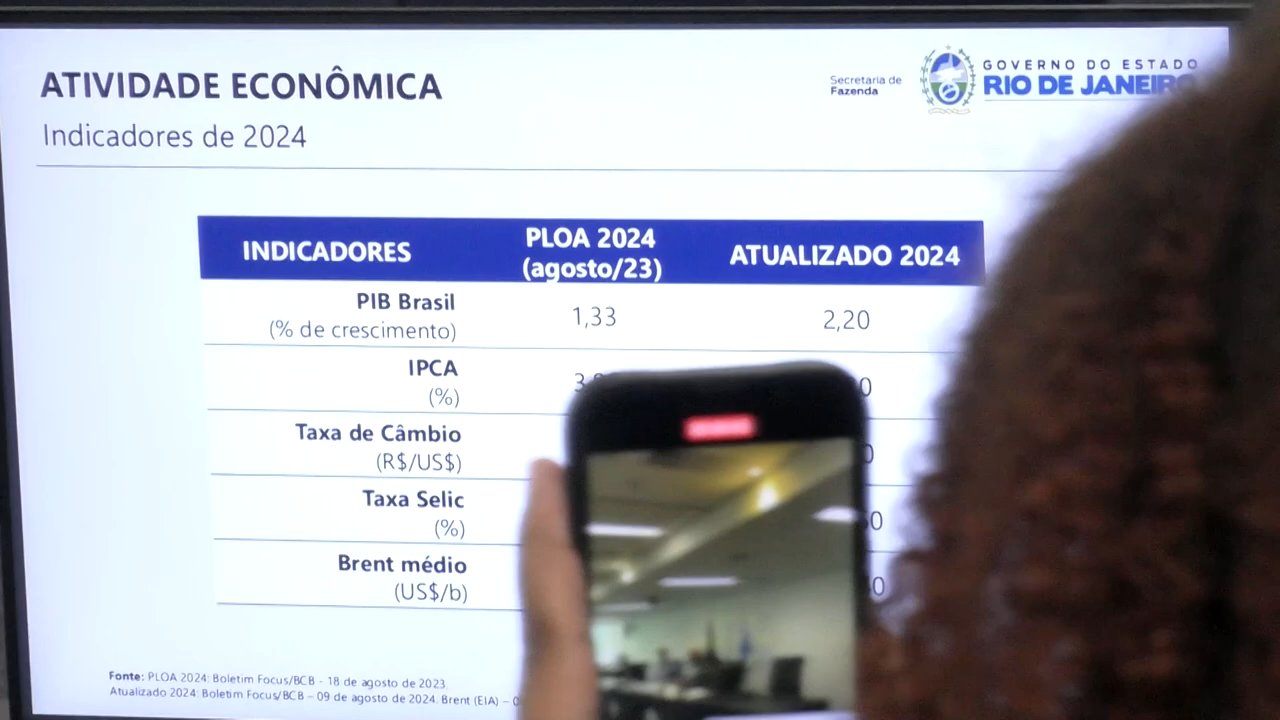 ATIVIDADE ECONÔMICA
Indicadores de 2024
Secretaria de
Fazenda
GOVERNO DO ESTADO
RIO DE JANEIRO
INDICADORES PLOA 2024 (agosto/23) ATUALIZADO 2024
PIB Brasil
(% de crescimento) 1,33 2,20
IPCA
(%)
Taxa de Câmbio
(R$/US$)
Taxa Selic
(%)
Brent médio
(US$/b)
Fonte: PLOA 2024: Boletim Focus/BCB - 18 de agosto de 2023
Atualizado 2024: Boletim Focus/BCB – 09 de agosto de 2024. Brent (EIA) –